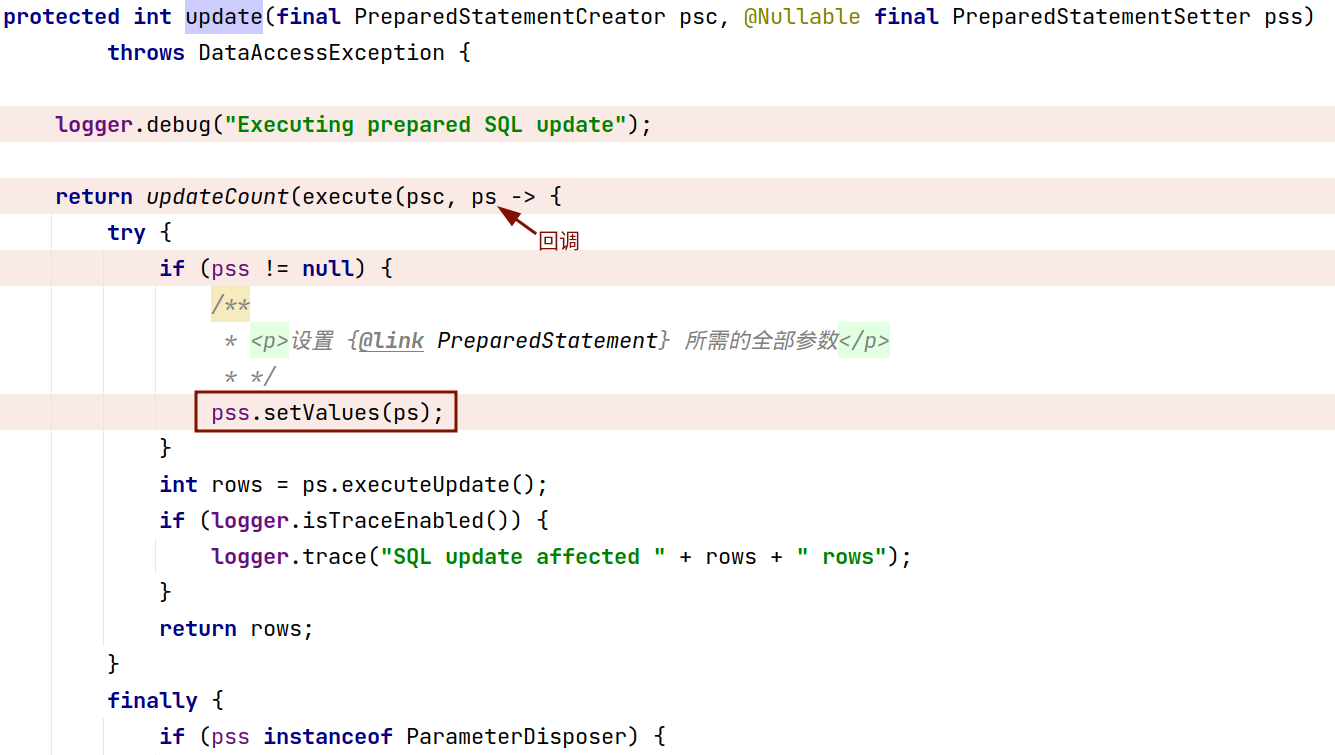 protected int update(final PreparedStatementCreator psc, @Nullable final PreparedStatementSetter pss)
        throws DataAccessException {
    logger.debug("Executing prepared SQL update");
    return updateCount(execute(psc, ps -> {
        try {
回调
            if (pss != null) {
                /**
                 * <p>设置 {@link PreparedStatement} 所需的全部参数</p>
                 * */
                pss.setValues(ps);
            }
            int rows = ps.executeUpdate();
            if (logger.isTraceEnabled()) {
                logger.trace("SQL update affected " + rows + " rows");
            }
            return rows;
        }
        finally {
            if (pss instanceof ParameterDisposer) {